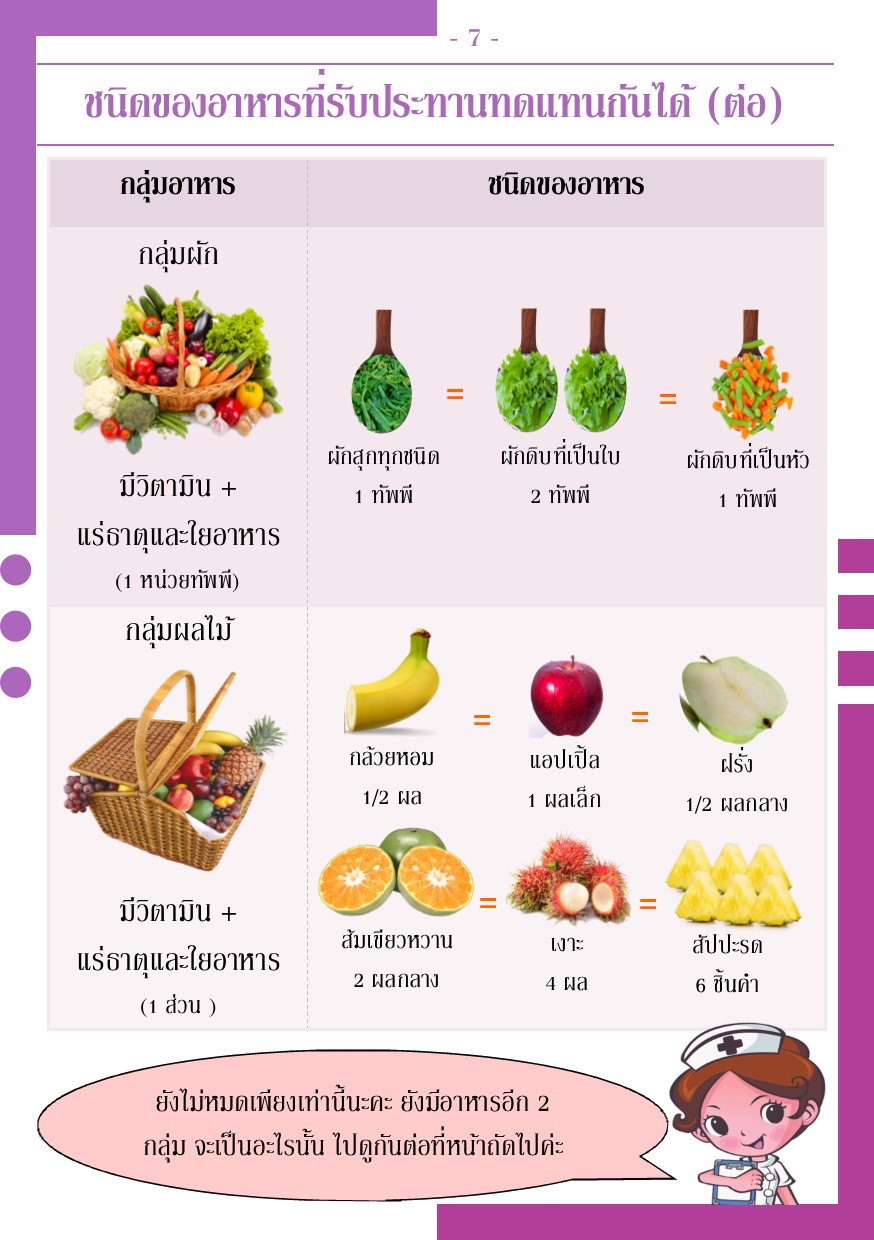 - 7 -
ชนิดของอาหารที่รับประทานทดแทนกันได้ (ต่อ)
กลุ่มอาหาร
ชนิดของอาหาร
กลุ่มผัก
มีวิตามิน +
แร่ธาตุและใยอาหาร
(1 หน่วยทัพพี)
=
=
ผักสุกทุกชนิด
1 ทัพพี
ผักดิบที่เป็นใบ
2 ทัพพี
ผักดิบที่เป็นหัว
1 ทัพพี
กลุ่มผลไม้
มีวิตามิน +
แร่ธาตุและใยอาหาร
(1 ส่วน )
=
=
กล้วยหอม
1/2 ผล
แอปเปิ้ล
1 ผลเล็ก
ฝรั่ง
1/2 ผลกลาง
=
=
ส้มเขียวหวาน
2 ผลกลาง
เงาะ
4 ผล
สัปปะรด
6 ชิ้นคำ
ยังไม่หมดเพียงเท่านี้นะคะ ยังมีอาหารอีก 2
กลุ่ม จะเป็นอะไรนั้น ไปดูกันต่อที่หน้าถัดไปค่ะ